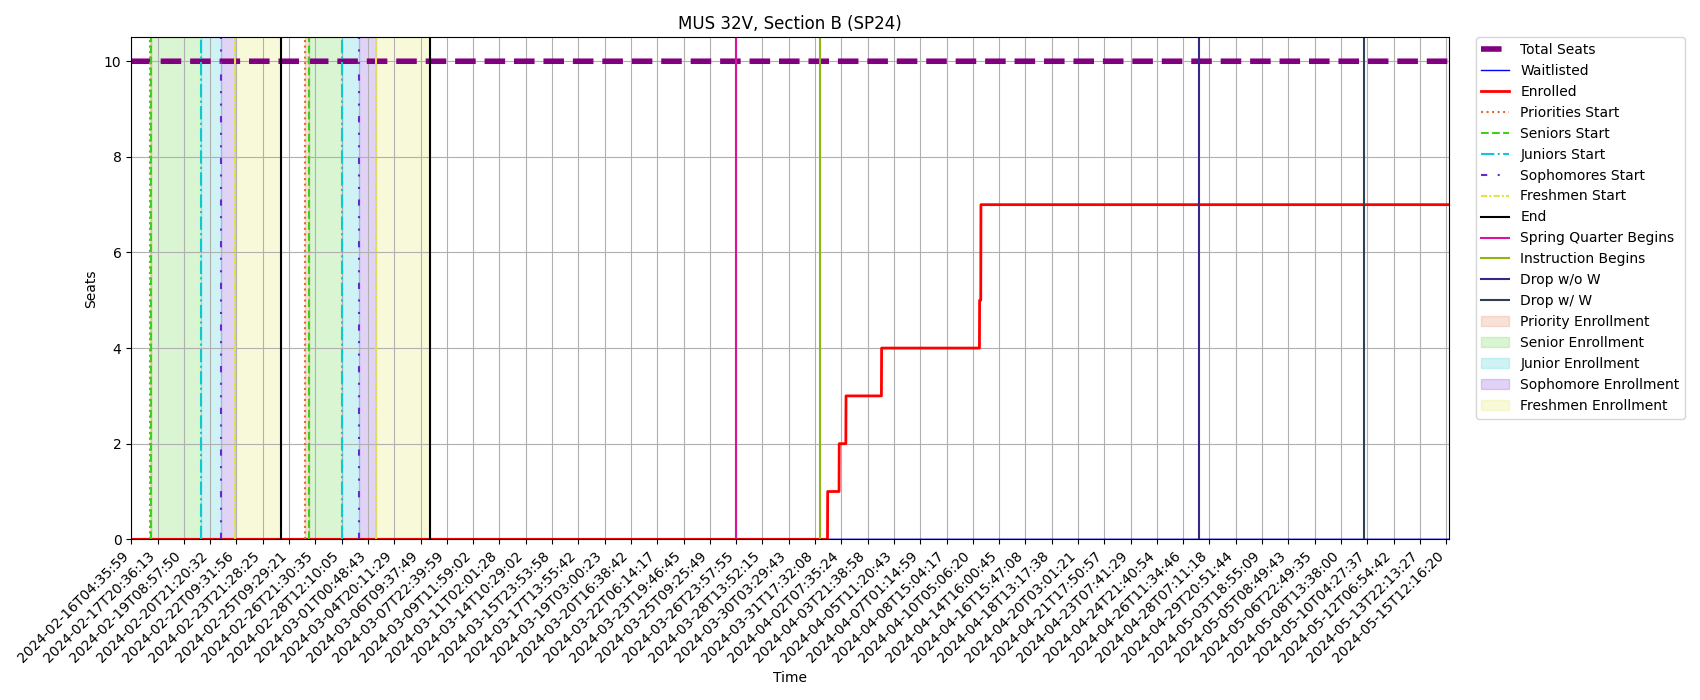 MUS 32V, Section B (SP24)
Seats
10
8
6
4
2
0
2024-02-16T04:35:59
2024-02-17T20:36:13
2024-02-19T08:57:50
2024-02-20T21:20:32
2024-02-22T09:31:56
2024-02-23T21:28:25
2024-02-25T09:29:21
2024-02-26T21:30:35
2024-02-28T12:10:05
2024-03-01T00:48:43
2024-03-04T20:11:29
2024-03-06T09:37:49
2024-03-07T22:39:59
2024-03-09T11:59:02
2024-03-11T02:01:28
2024-03-14T10:29:02
2024-03-15T23:53:58
2024-03-17T13:55:42
2024-03-19T03:00:23
2024-03-20T16:38:42
2024-03-22T06:14:17
2024-03-23T19:46:45
2024-03-25T09:25:49
2024-03-26T23:57:55
2024-03-28T13:52:15
2024-03-30T03:29:43
2024-03-31T17:32:08
2024-04-02T07:35:24
2024-04-03T21:38:58
2024-04-05T11:20:43
2024-04-07T01:14:59
2024-04-08T15:04:17
2024-04-10T05:06:20
2024-04-14T16:00:45
2024-04-16T15:47:08
2024-04-18T13:17:38
2024-04-20T03:01:21
2024-04-21T17:50:57
2024-04-23T07:41:29
2024-04-24T21:40:54
2024-04-26T11:34:46
2024-04-28T07:11:18
2024-04-29T20:51:44
2024-05-03T18:55:09
2024-05-05T08:49:43
2024-05-06T22:49:35
2024-05-08T13:38:00
2024-05-10T04:27:37
2024-05-12T06:54:42
2024-05-13T22:13:27
2024-05-15T12:16:20
Time
Total Seats
Waitlisted
Enrolled
Priorities Start
Seniors Start
Juniors Start
Sophomores Start
Freshmen Start
End
Spring Quarter Begins
Instruction Begins
Drop w/o W
Drop w/ W
Priority Enrollment
Senior Enrollment
Junior Enrollment
Sophomore Enrollment
Freshmen Enrollment